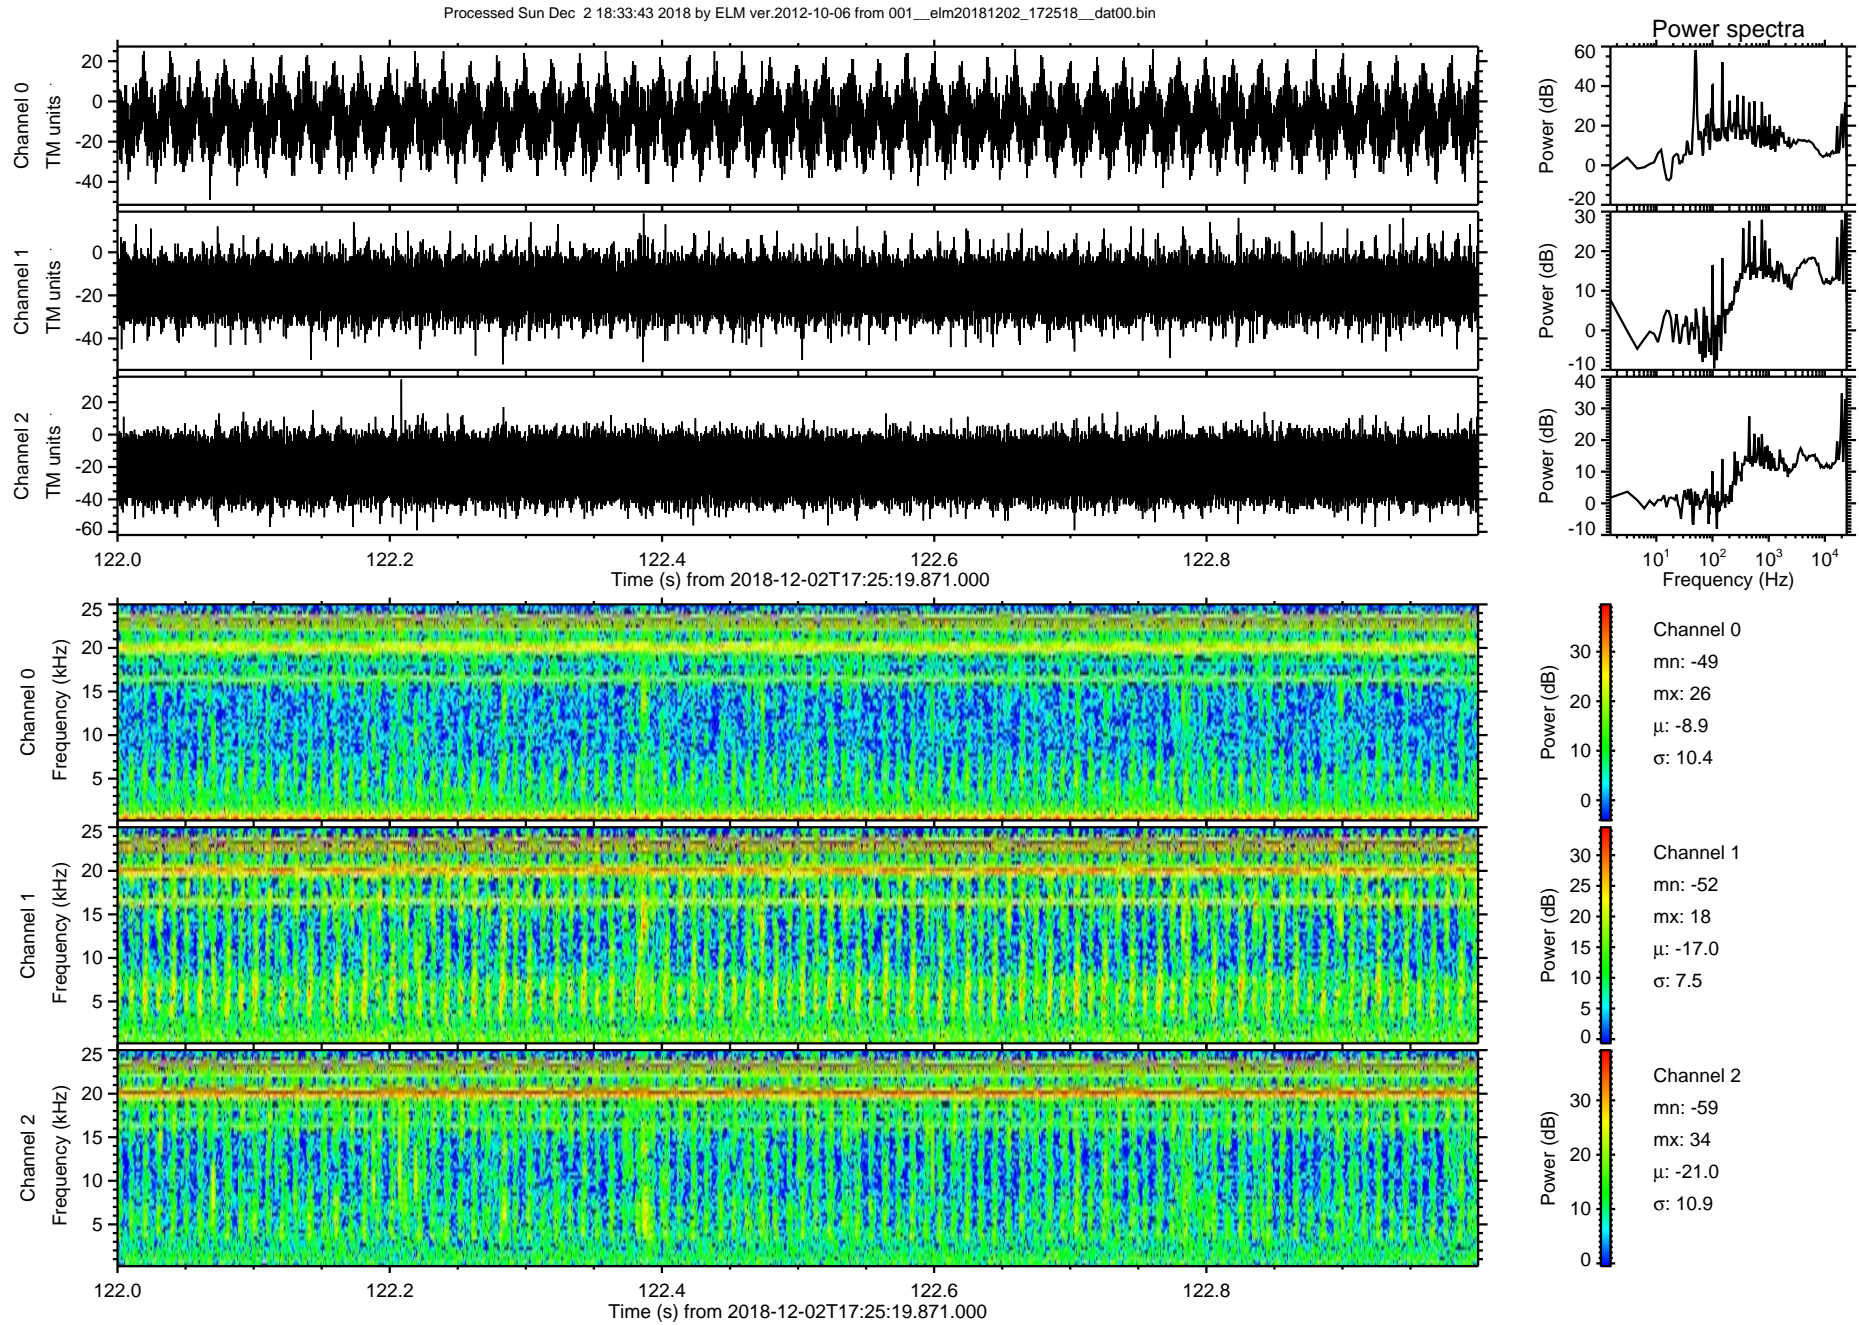 Processed Sun Dec  2 18:33:43 2018 by ELM ver.2012-10-06 from 001__elm20181202_172518__dat00.bin
Power spectra
Channel 0
TM units
20
0
-20
-40
Power (dB)
60
40
20
0
-20
Channel 1
TM units
0
-20
-40
Power (dB)
30
20
10
0
-10
Channel 2
TM units
20
0
-20
-40
-60
Power (dB)
40
30
20
10
0
-10
122.0 122.2 122.4 122.6 122.8
Time (s) from 2018-12-02T17:25:19.871.000
10^1 10^2 10^3 10^4
Frequency (Hz)
Channel 0
Frequency (kHz)
25
20
15
10
5
Power (dB)
30
20
10
0
Channel 0
mn: -49
mx: 26
μ: -8.9
σ: 10.4
Channel 1
Frequency (kHz)
25
20
15
10
5
Power (dB)
30
25
20
15
10
5
0
Channel 1
mn: -52
mx: 18
μ: -17.0
σ: 7.5
Channel 2
Frequency (kHz)
25
20
15
10
5
Power (dB)
30
20
10
0
Channel 2
mn: -59
mx: 34
μ: -21.0
σ: 10.9
122.0 122.2 122.4 122.6 122.8
Time (s) from 2018-12-02T17:25:19.871.000